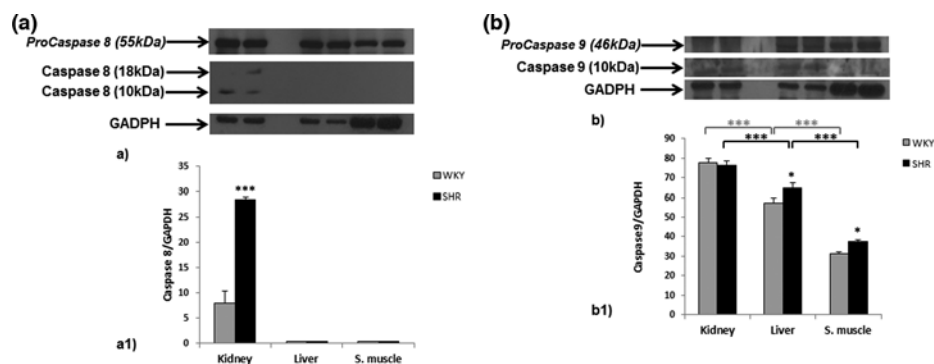 (a)
ProCaspase 8 (55kDa)
Caspase 8 (18kDa)
Caspase 8 (10kDa)
GADPH
a)
Caspase 8/GAPDH
35
30
25
20
15
10
5
0
***
WKY
SHR
a1)
Kidney Liver S. muscle
(b)
ProCaspase 9 (46kDa)
Caspase 9 (10kDa)
GADPH
b)
*** ***
*** ***
Caspase9/GAPDH
90
80
70
60
50
40
30
20
10
0
*
*
WKY
SHR
b1)
Kidney Liver S. muscle